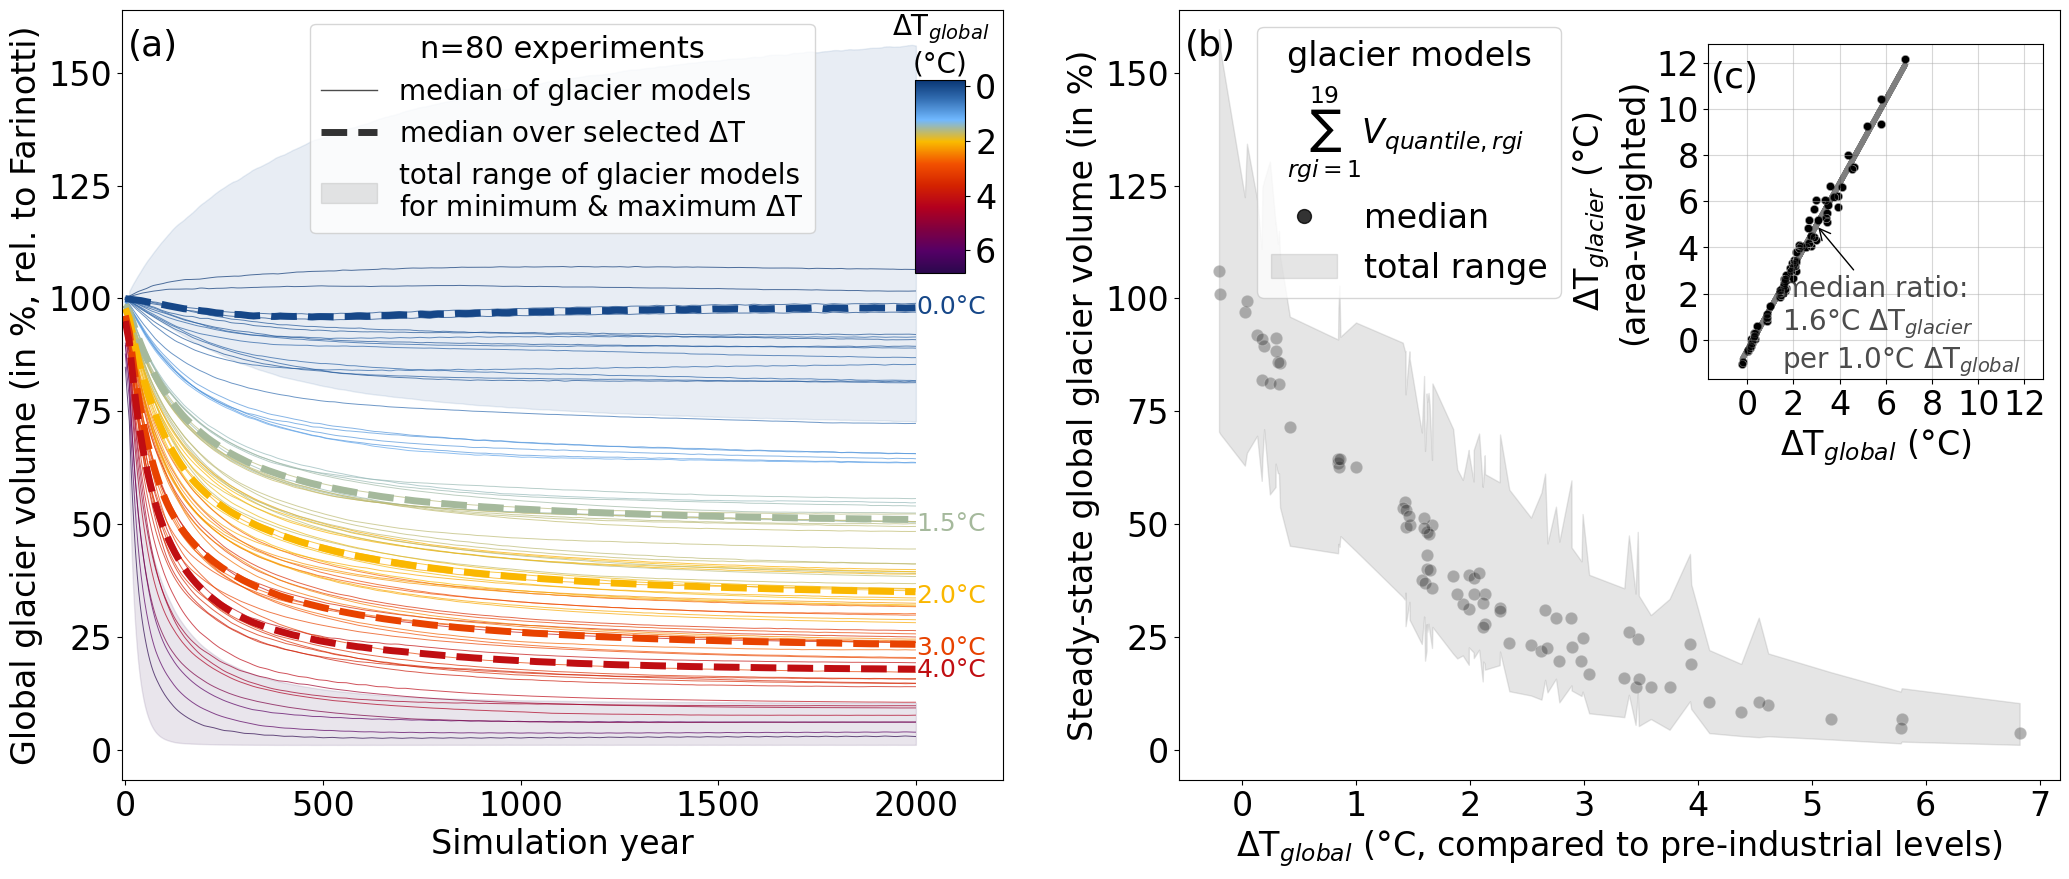 (a)
n=80 experiments
median of glacier models
median over selected ΔT
total range of glacier models
for minimum & maximum ΔT
ΔT_global
(°C)
0
2
4
6
150
125
100
75
50
25
0
Global glacier volume (in %, rel. to Farinotti)
0.0°C
1.5°C
2.0°C
3.0°C
4.0°C
0 500 1000 1500 2000
Simulation year
(b)
glacier models
19
∑ V_quantile, rgi
rgi = 1
median
total range
150
125
100
75
50
25
0
Steady-state global glacier volume (in %)
0 1 2 3 4 5 6 7
ΔT_global (°C, compared to pre-industrial levels)
(c)
12
10
8
6
4
2
0
ΔT_glacier (°C)
(area-weighted)
median ratio:
1.6°C ΔT_glacier
per 1.0°C ΔT_global
0 2 4 6 8 10 12
ΔT_global (°C)